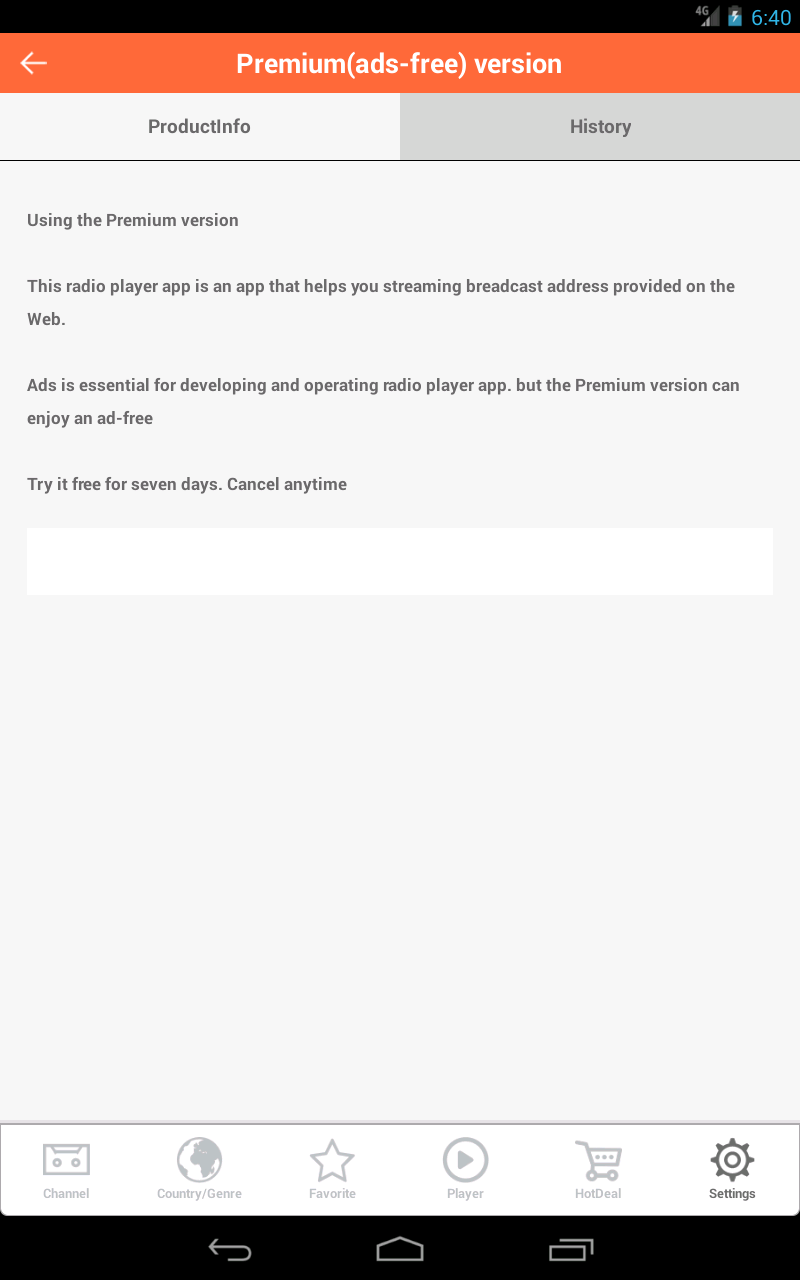 4G 6:40
Premium(ads-free) version
ProductInfo
History
Using the Premium version
This radio player app is an app that helps you streaming breadcast address provided on the
Web.
Ads is essential for developing and operating radio player app. but the Premium version can
enjoy an ad-free
Try it free for seven days. Cancel anytime
Channel
Country/Genre
Favorite
Player
HotDeal
Settings